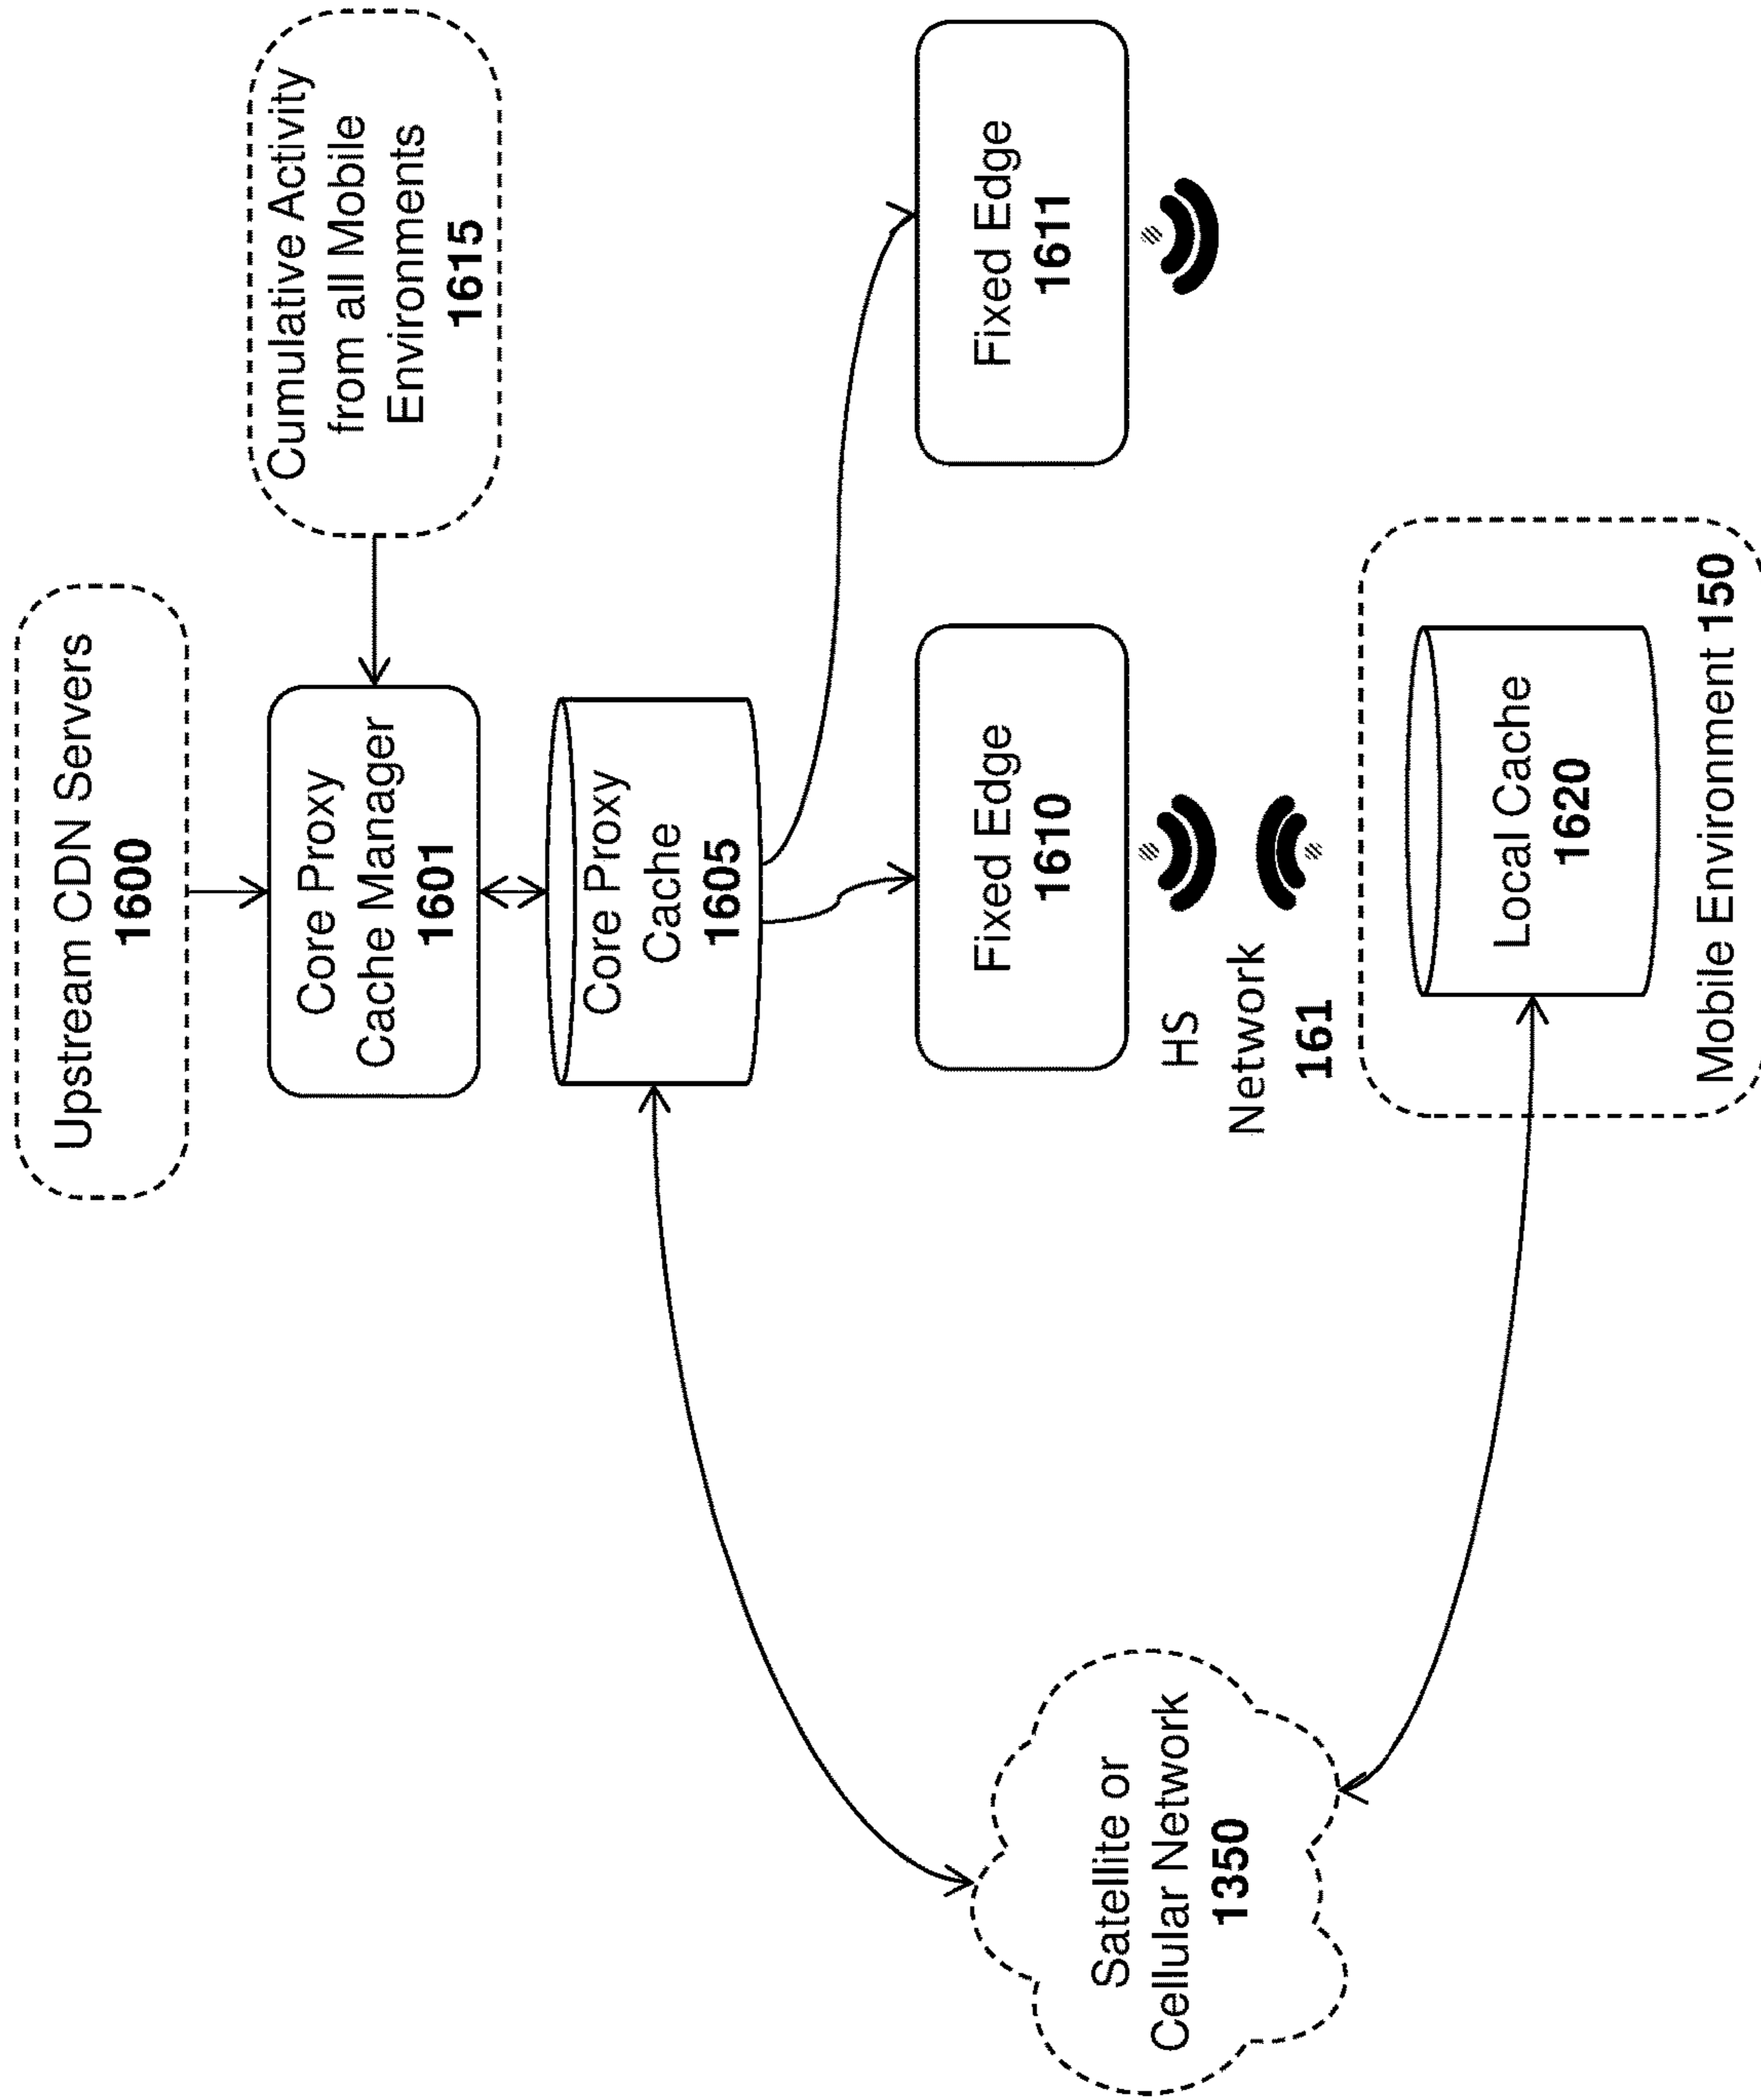 Upstream CDN Servers
1600
Cumulative Activity
from all Mobile
Environments
1615
Core Proxy
Cache Manager
1601
Core Proxy
Cache
1605
Fixed Edge
1610
Fixed Edge
1611
HS
Network
161
Satellite or
Cellular Network
1350
Local Cache
1620
Mobile Environment 150